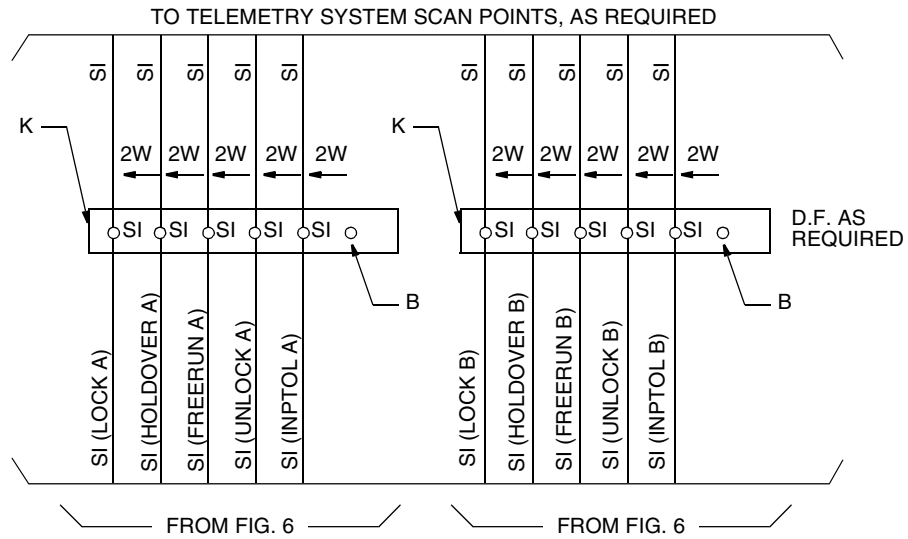 TO TELEMETRY SYSTEM SCAN POINTS, AS REQUIRED
SI SI SI SI SI SI SI SI SI SI
K K
2W 2W 2W 2W 2W 2W 2W 2W 2W 2W
SI SI SI SI SI SI SI SI SI SI
D.F. AS
REQUIRED
B B
SI (LOCK A)
SI (HOLDOVER A)
SI (FREERUN A)
SI (UNLOCK A)
SI (INPTOL A)
SI (LOCK B)
SI (HOLDOVER B)
SI (FREERUN B)
SI (UNLOCK B)
SI (INPTOL B)
FROM FIG. 6 FROM FIG. 6